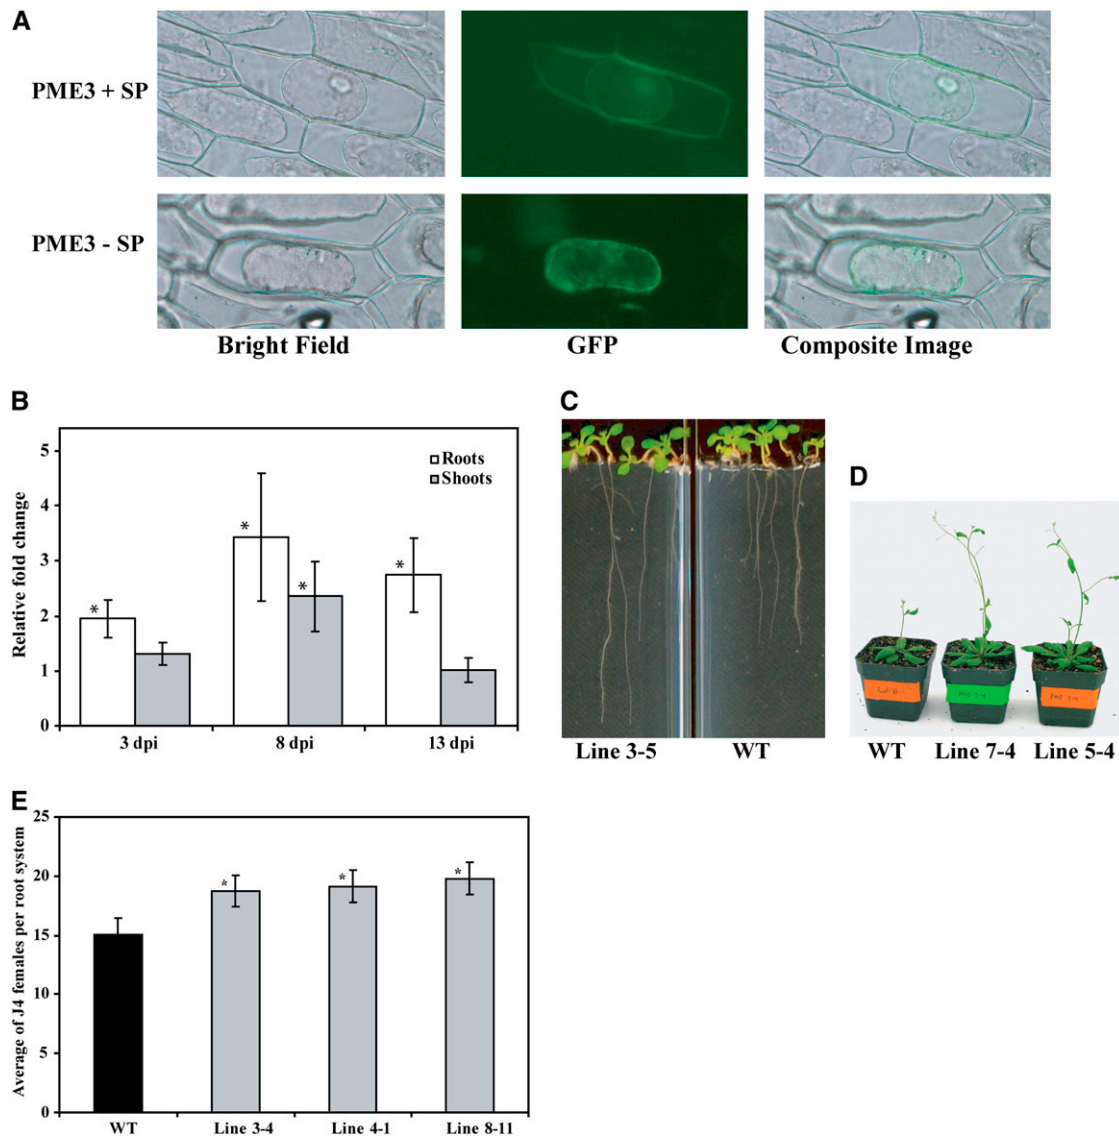 A
PME3 + SP
PME3 - SP
Bright Field
GFP
Composite Image
B
Relative fold change
5
4
3
2
1
0
Roots
Shoots
*
*
*
*
3 dpi
8 dpi
13 dpi
C
Line 3-5
WT
D
WT
Line 7-4
Line 5-4
E
Average of J4 females per root system
25
20
15
10
5
0
*
*
*
WT
Line 3-4
Line 4-1
Line 8-11